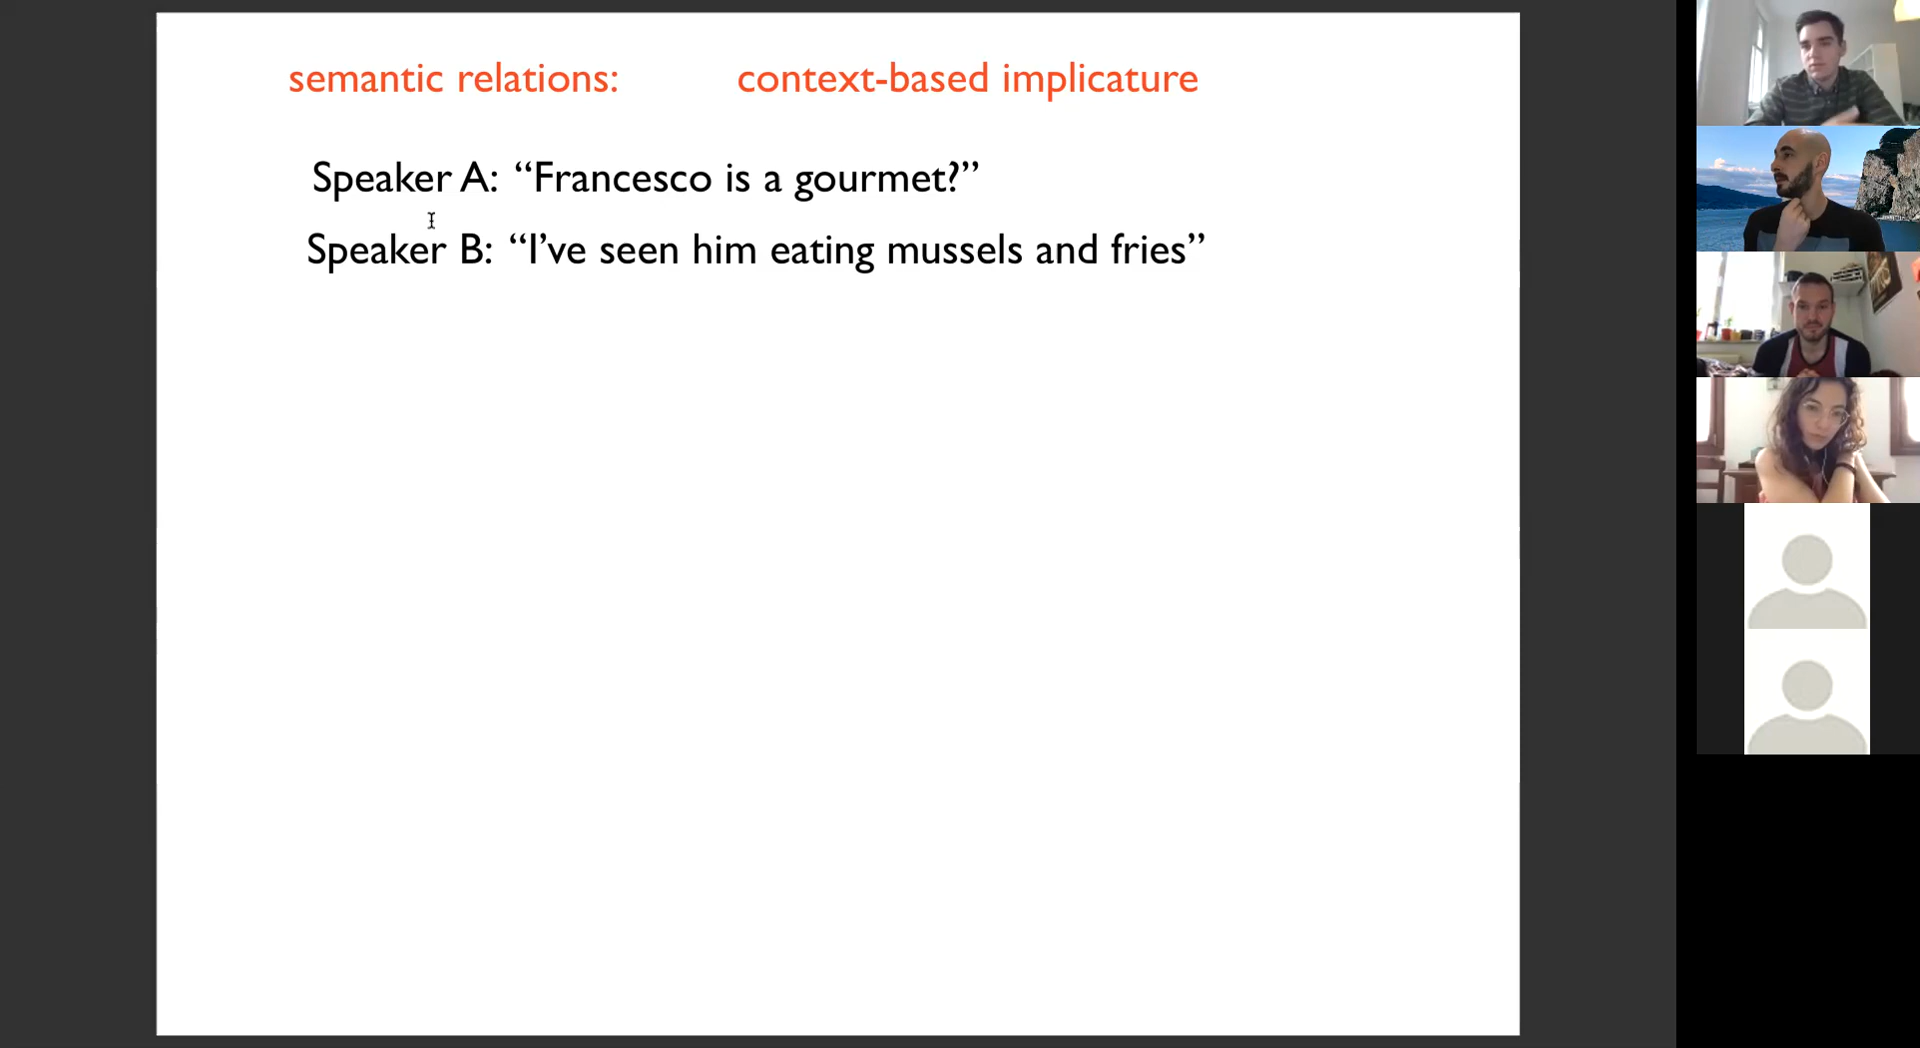 semantic relations: context-based implicature
Speaker A: “Francesco is a gourmet?”
Speaker B: “I’ve seen him eating mussels and fries”